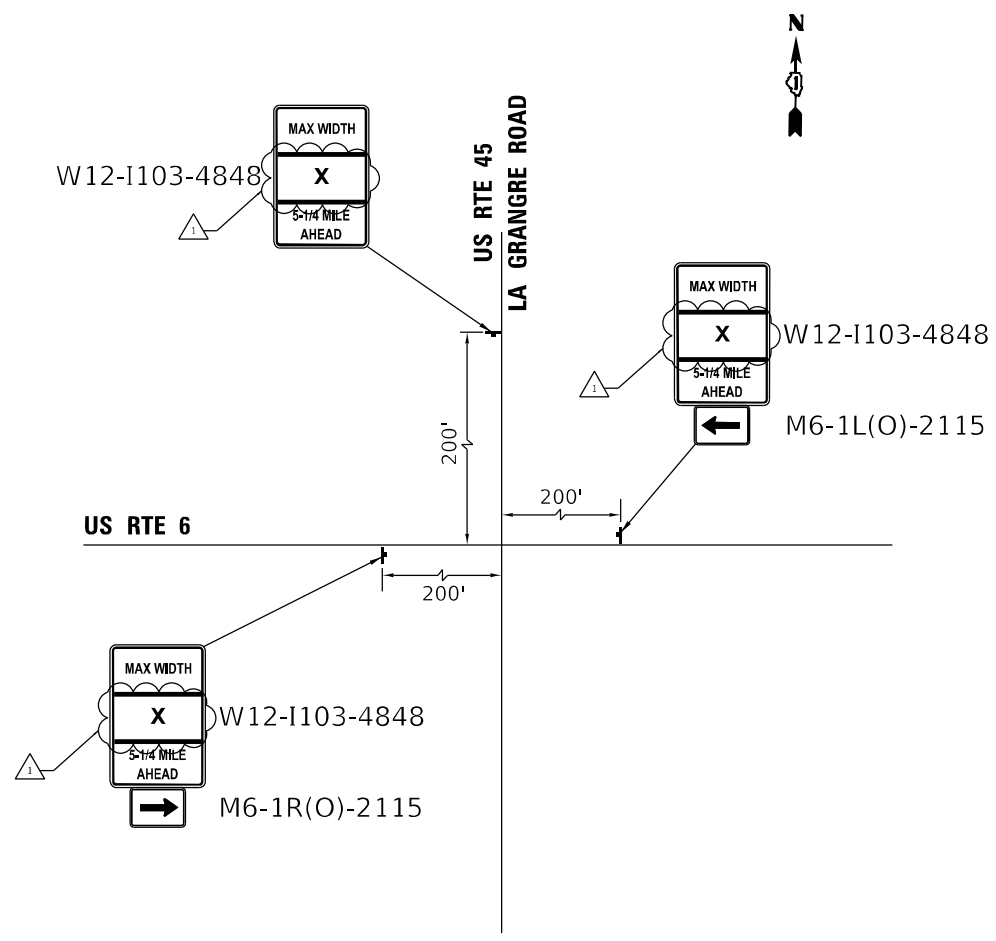 N
1
MAX WIDTH
X
5-1/4 MILE
AHEAD
W12-I103-4848
1
US RTE 45
LA GRANGRE ROAD
MAX WIDTH
X
5-1/4 MILE
AHEAD
W12-I103-4848
1
M6-1L(O)-2115
200'
200'
US RTE 6
200'
MAX WIDTH
X
5-1/4 MILE
AHEAD
W12-I103-4848
1
M6-1R(O)-2115